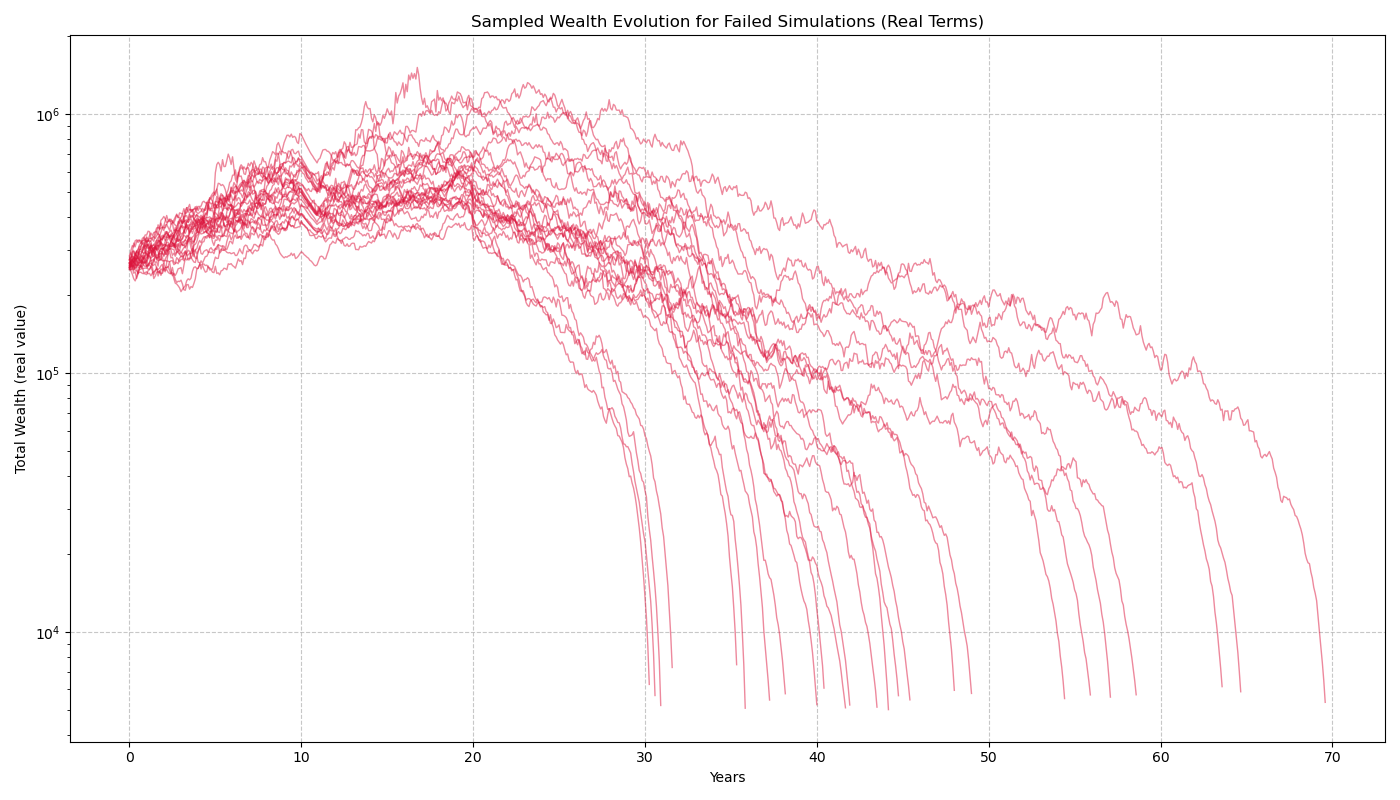 Sampled Wealth Evolution for Failed Simulations (Real Terms)
Total Wealth (real value)
10⁶
10⁵
10⁴
0 10 20 30 40 50 60 70
Years